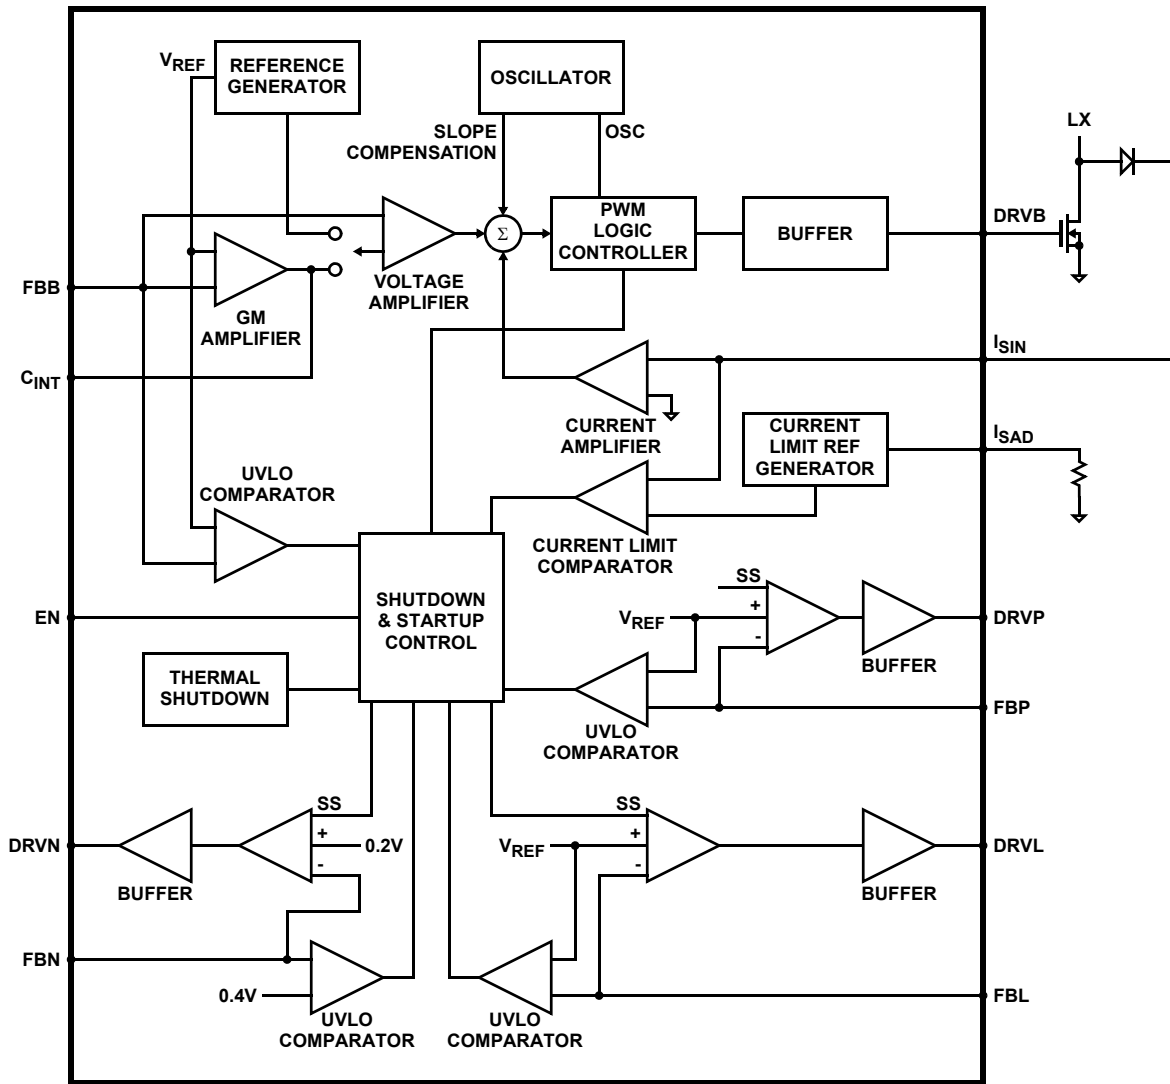 VREF
REFERENCE
GENERATOR
OSCILLATOR
SLOPE
COMPENSATION
OSC
LX
PWM
LOGIC
CONTROLLER
BUFFER
DRVB
Σ
VOLTAGE
AMPLIFIER
GM
AMPLIFIER
FBB
CINT
ISIN
CURRENT
AMPLIFIER
CURRENT
LIMIT REF
GENERATOR
ISAD
UVLO
COMPARATOR
CURRENT LIMIT
COMPARATOR
EN
SHUTDOWN
& STARTUP
CONTROL
SS
+
-
VREF
BUFFER
DRVP
THERMAL
SHUTDOWN
UVLO
COMPARATOR
FBP
SS
+
-
0.2V
DRVN
BUFFER
SS
+
-
VREF
BUFFER
DRVL
FBN
0.4V
UVLO
COMPARATOR
UVLO
COMPARATOR
FBL